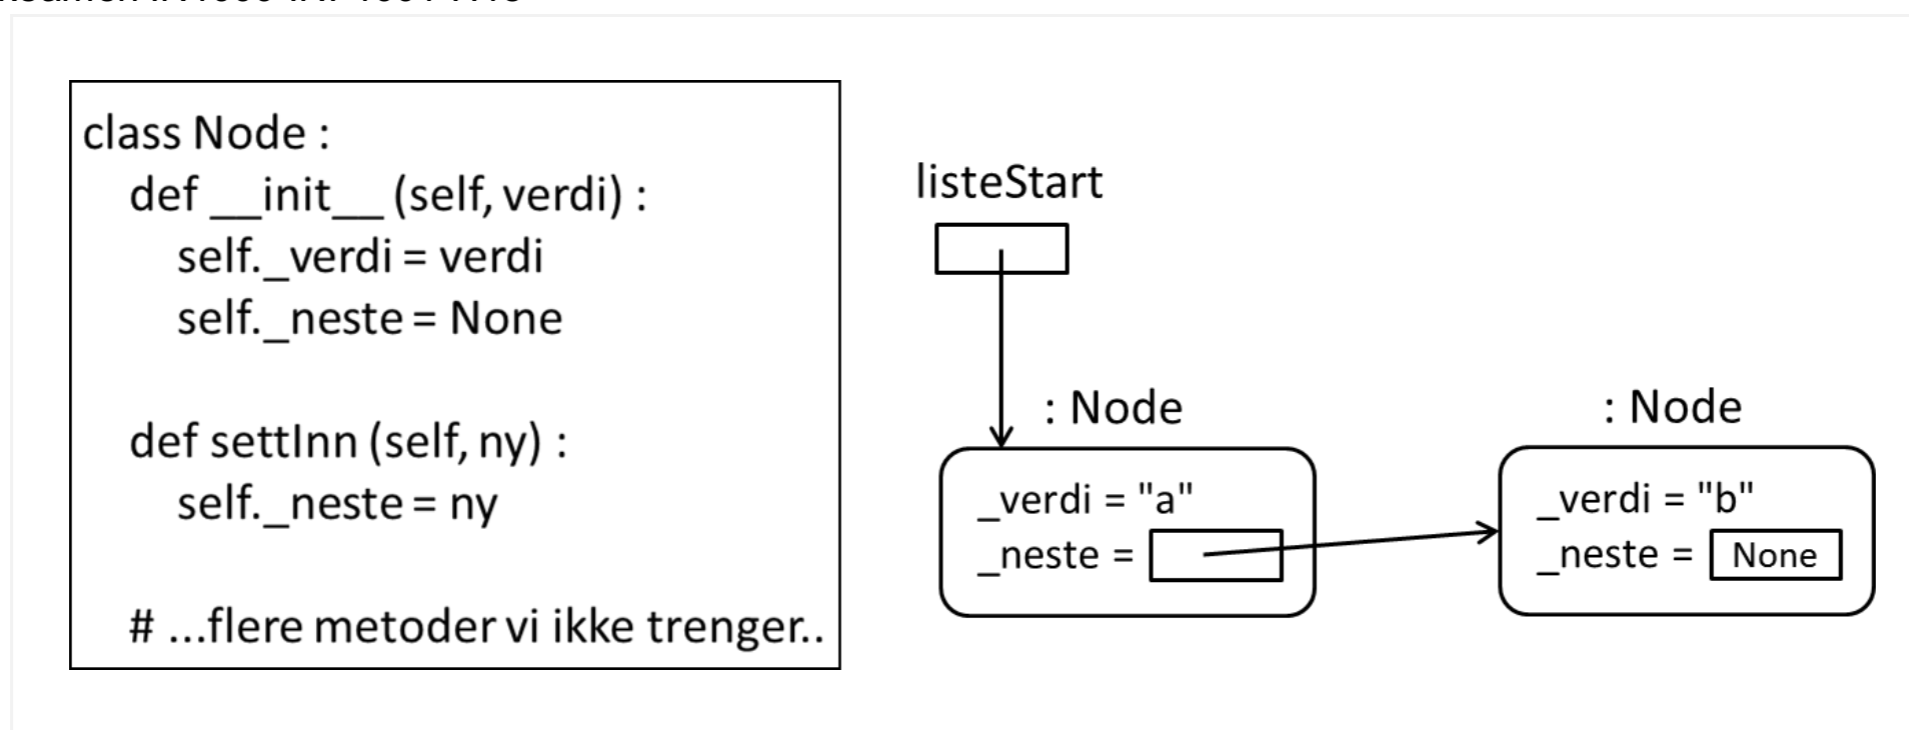 class Node :
def __init__ (self, verdi) :
self._verdi = verdi
self._neste = None
def settInn (self, ny) :
self._neste = ny
# ...flere metoder vi ikke trenger..
listeStart
: Node
_verdi = "a"
_neste =
: Node
_verdi = "b"
_neste = None